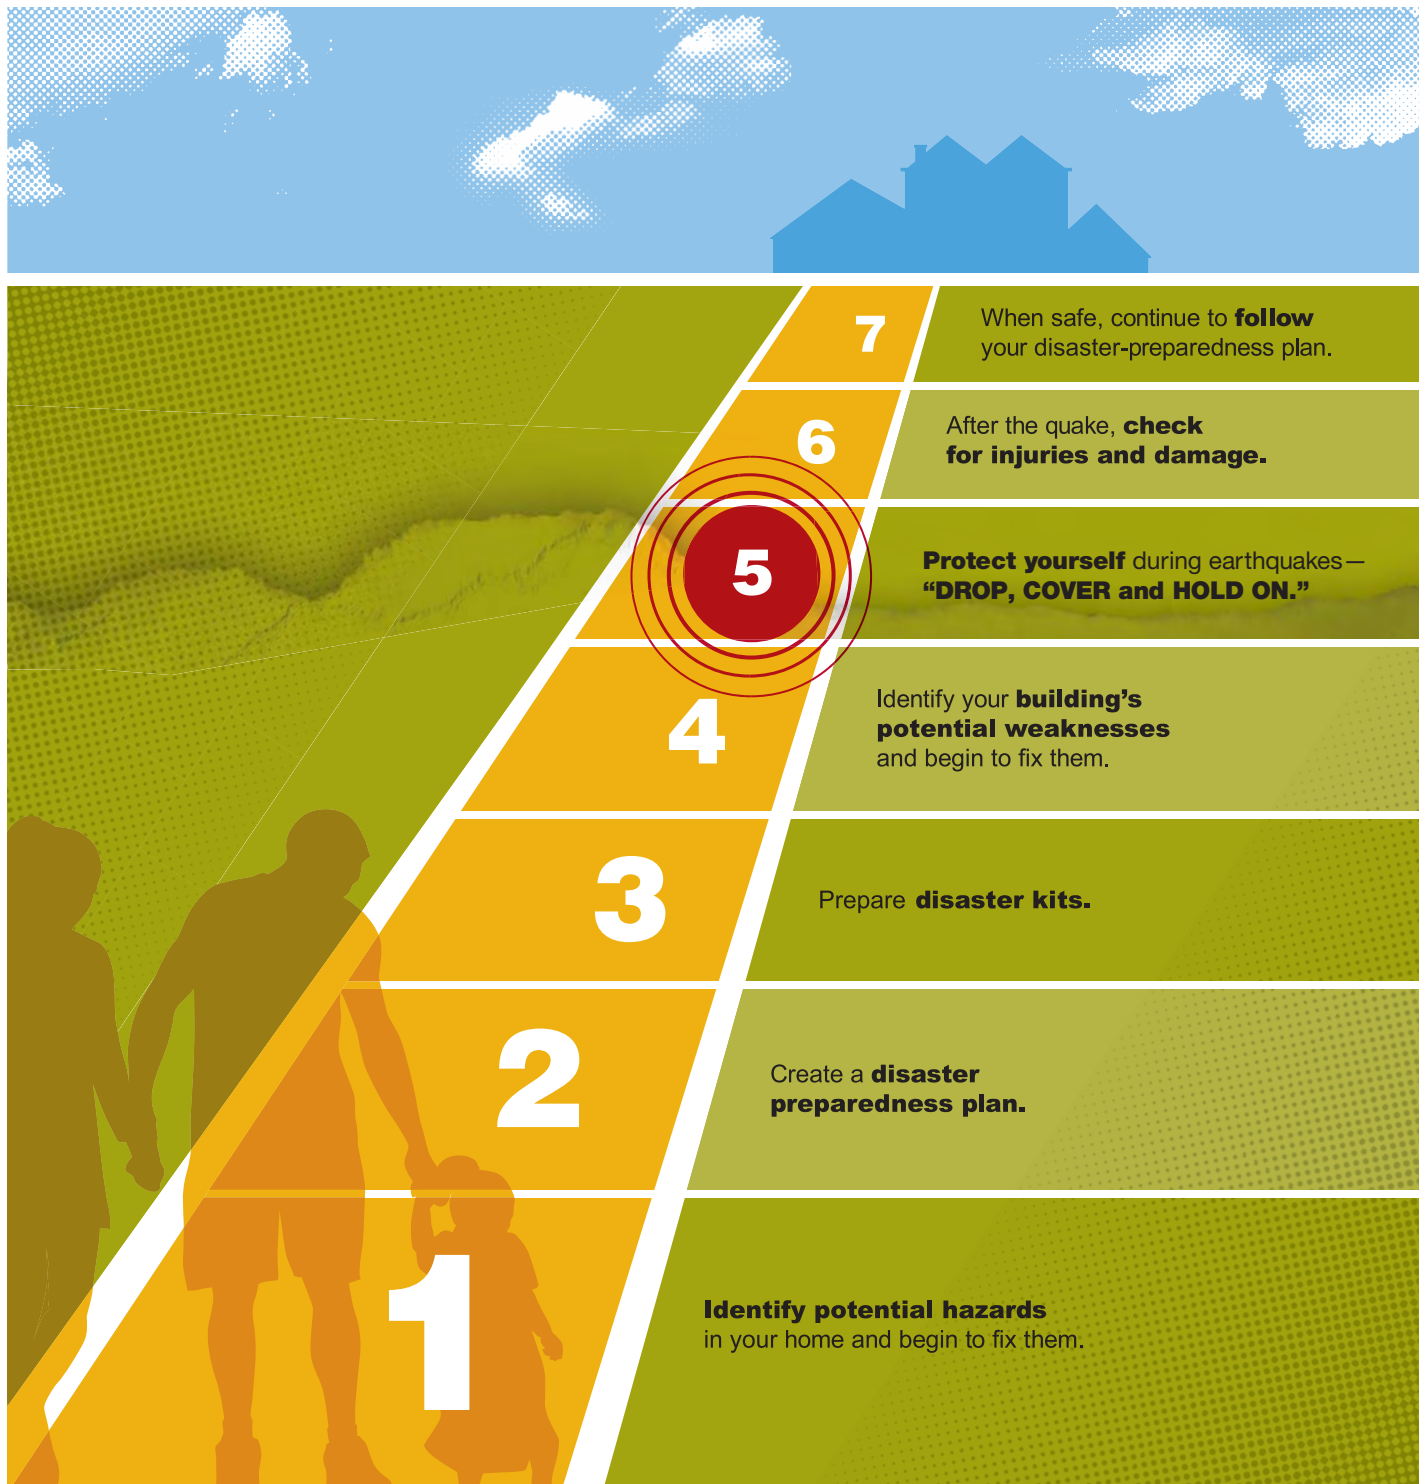 7
When safe, continue to follow
your disaster-preparedness plan.
6
After the quake, check
for injuries and damage.
5
Protect yourself during earthquakes—
“DROP, COVER and HOLD ON.”
4
Identify your building’s
potential weaknesses
and begin to fix them.
3
Prepare disaster kits.
2
Create a disaster
preparedness plan.
1
Identify potential hazards
in your home and begin to fix them.